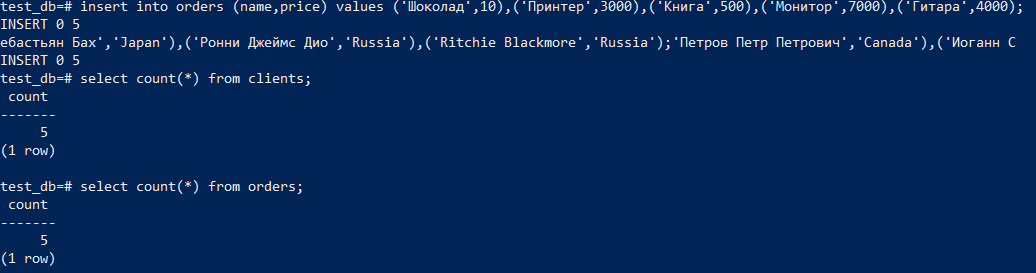 test_db=# insert into orders (name,price) values ('Шоколад',10),('Принтер',3000),('Книга',500),('Монитор',7000),('Гитара',4000);
INSERT 0 5
ебастьян Бах','Japan'),('Ронни Джеймс Дио','Russia'),('Ritchie Blackmore','Russia');'Петров Петр Петрович','Canada'),('Иоганн С
INSERT 0 5
test_db=# select count(*) from clients;
 count
-------
     5
(1 row)

test_db=# select count(*) from orders;
 count
-------
     5
(1 row)